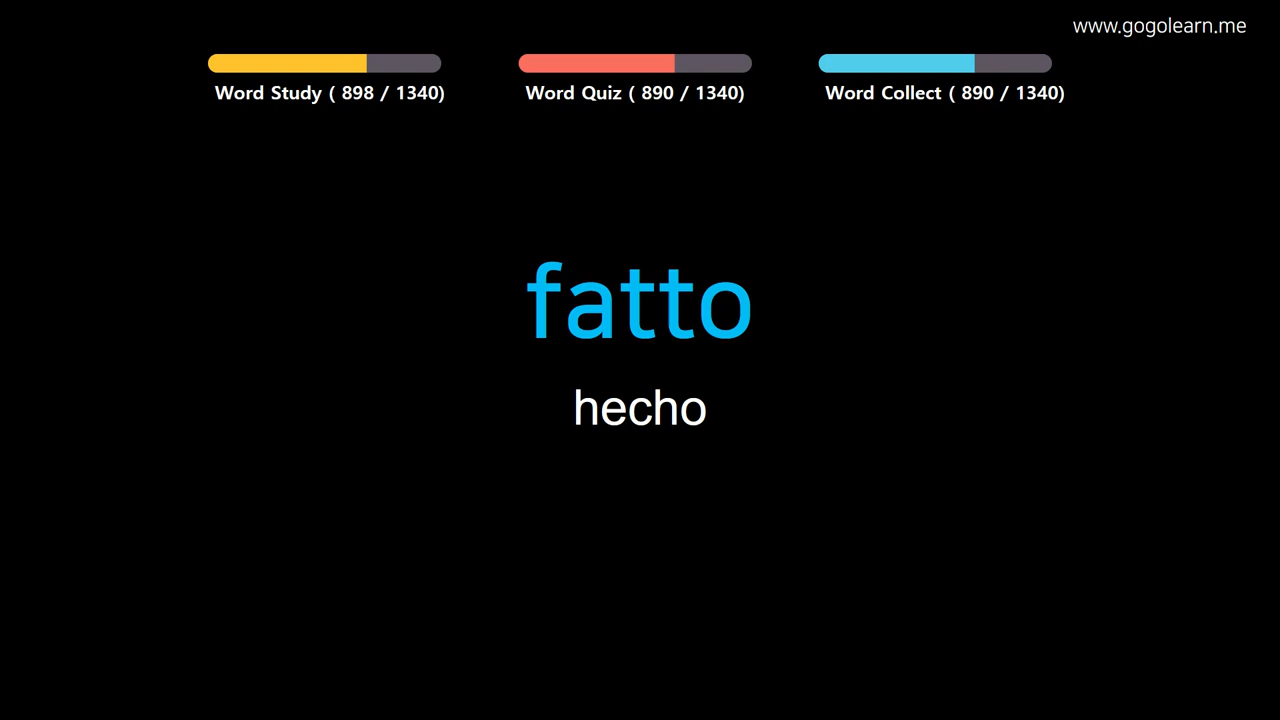 www.gogolearn.me
Word Study ( 898 / 1340)
Word Quiz ( 890 / 1340)
Word Collect ( 890 / 1340)
fatto
hecho